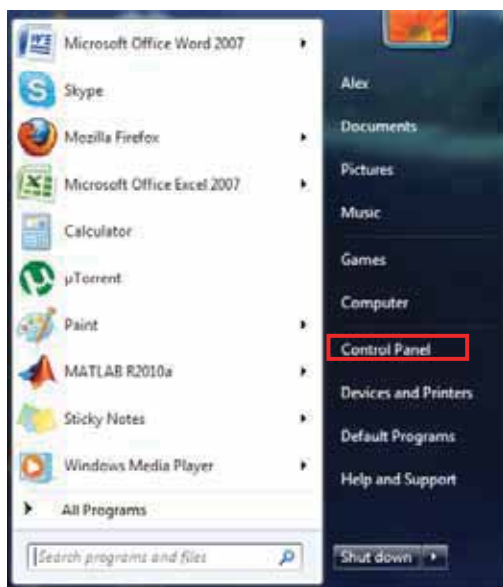 Microsoft Office Word 2007
Skype
Mozilla Firefox
Microsoft Office Excel 2007
Calculator
µTorrent
Paint
MATLAB R2010a
Sticky Notes
Windows Media Player
All Programs
Search programs and files
Alex
Documents
Pictures
Music
Games
Computer
Control Panel
Devices and Printers
Default Programs
Help and Support
Shut down